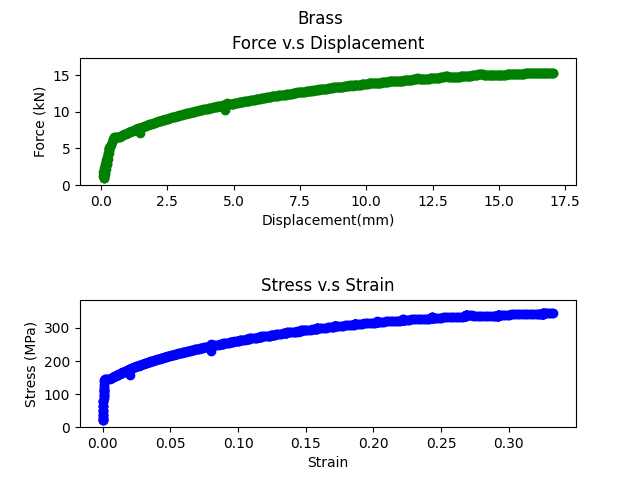 Brass
Force v.s Displacement
15
10
5
0
Force (kN)
0.0 2.5 5.0 7.5 10.0 12.5 15.0 17.5
Displacement(mm)
Stress v.s Strain
300
200
100
0
Stress (MPa)
0.00 0.05 0.10 0.15 0.20 0.25 0.30
Strain